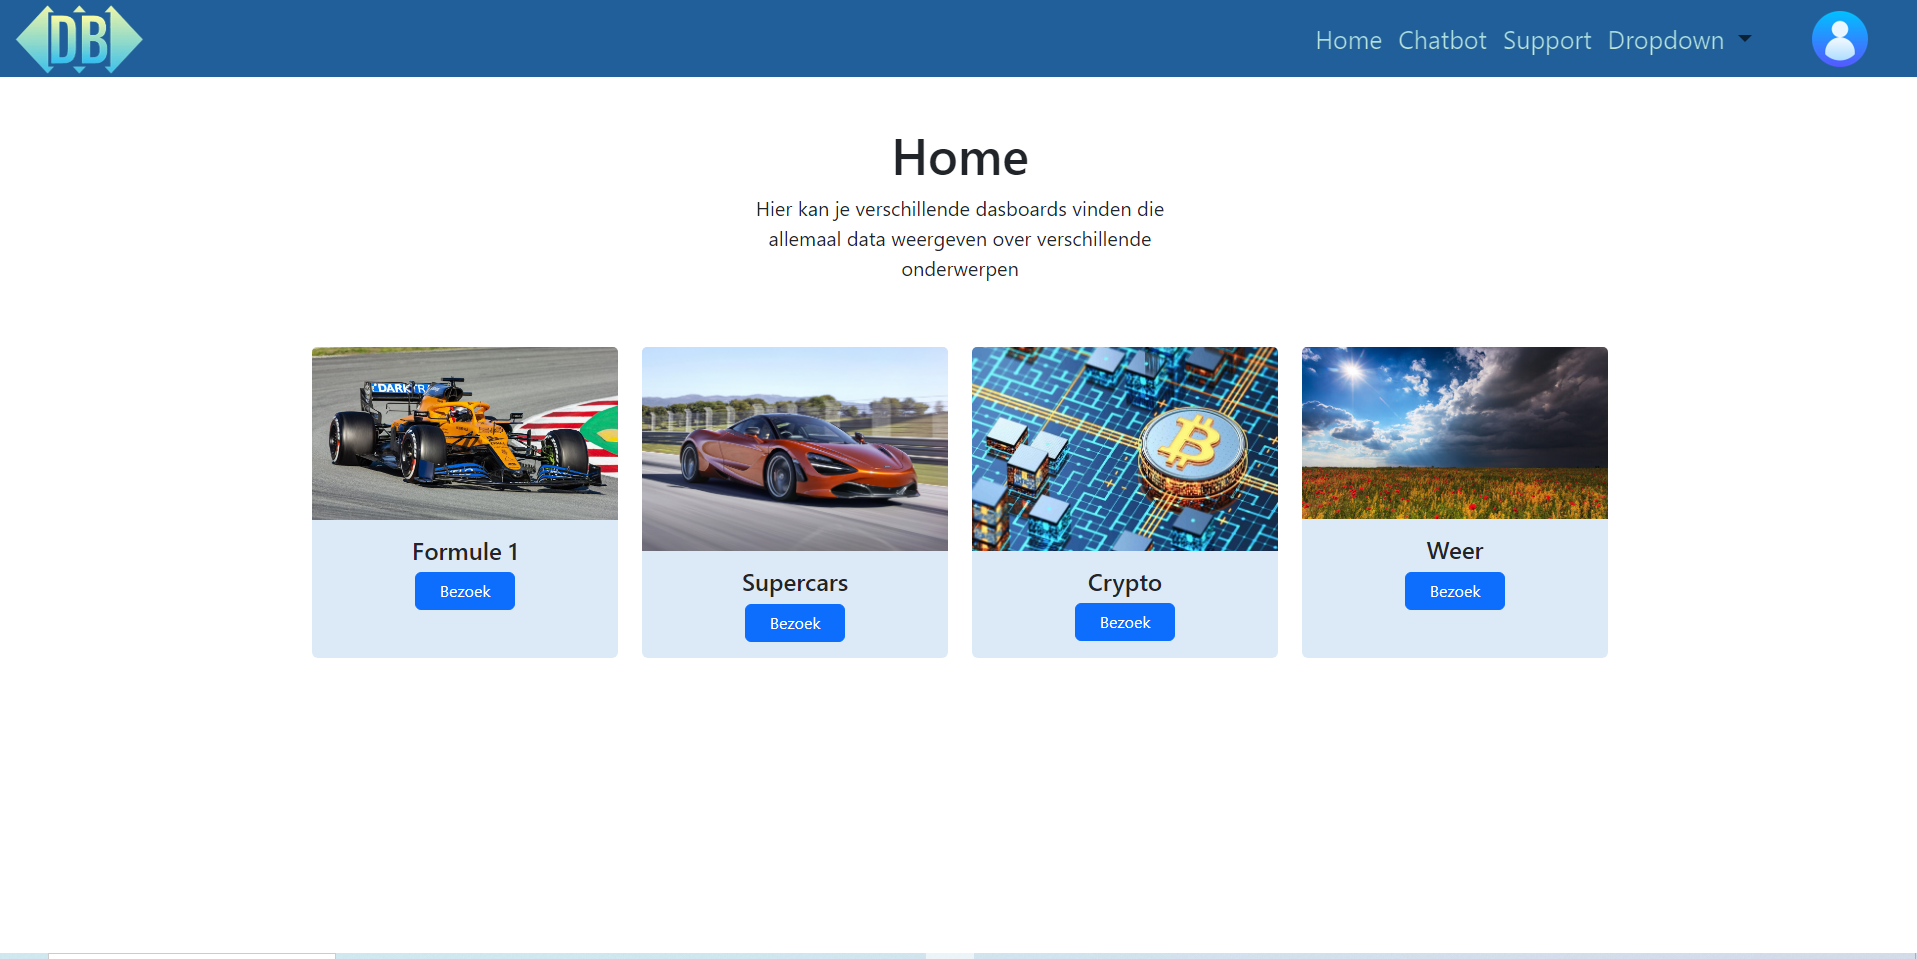 DB
Home Chatbot Support Dropdown
Home
Hier kan je verschillende dasboards vinden die
allemaal data weergeven over verschillende
onderwerpen
DARK
Formule 1
Bezoek
Supercars
Bezoek
Crypto
Bezoek
Weer
Bezoek